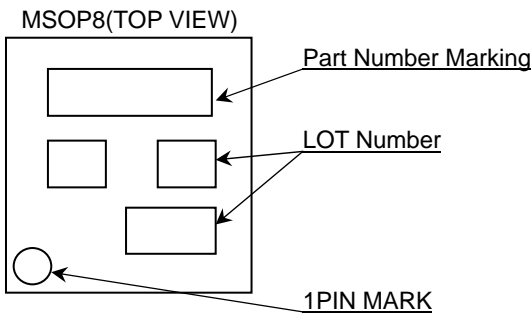 MSOP8(TOP VIEW)
Part Number Marking
LOT Number
1PIN MARK